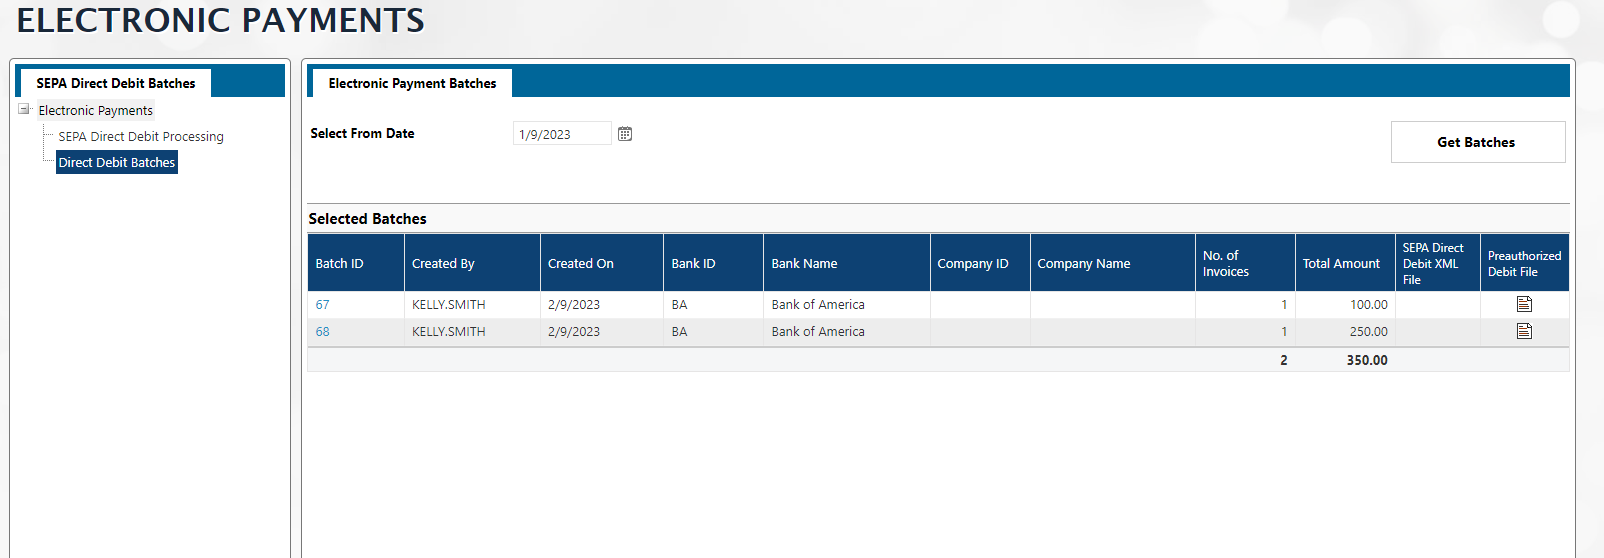 ELECTRONIC PAYMENTS
SEPA Direct Debit Batches
Electronic Payments
SEPA Direct Debit Processing
Direct Debit Batches
Electronic Payment Batches
Select From Date 1/9/2023
Get Batches
Selected Batches
Batch ID Created By Created On Bank ID Bank Name Company ID Company Name No. of Invoices Total Amount SEPA Direct Debit XML File Preauthorized Debit File
67 KELLY.SMITH 2/9/2023 BA Bank of America 1 100.00
68 KELLY.SMITH 2/9/2023 BA Bank of America 1 250.00
2 350.00